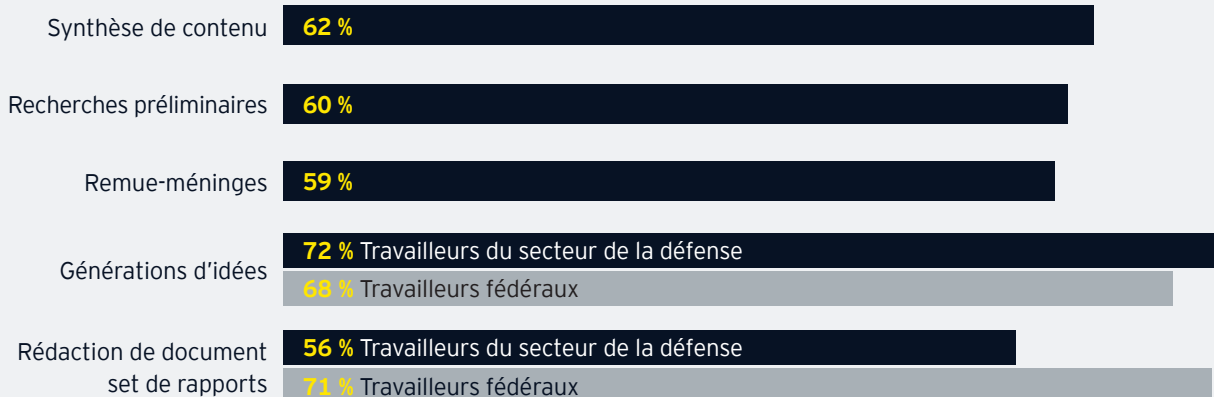 Synthèse de contenu 62 %
Recherches préliminaires 60 %
Remue-méninges 59 %
Générations d'idées
72 % Travailleurs du secteur de la défense
68 % Travailleurs fédéraux
Rédaction de document
set de rapports
56 % Travailleurs du secteur de la défense
71 % Travailleurs fédéraux